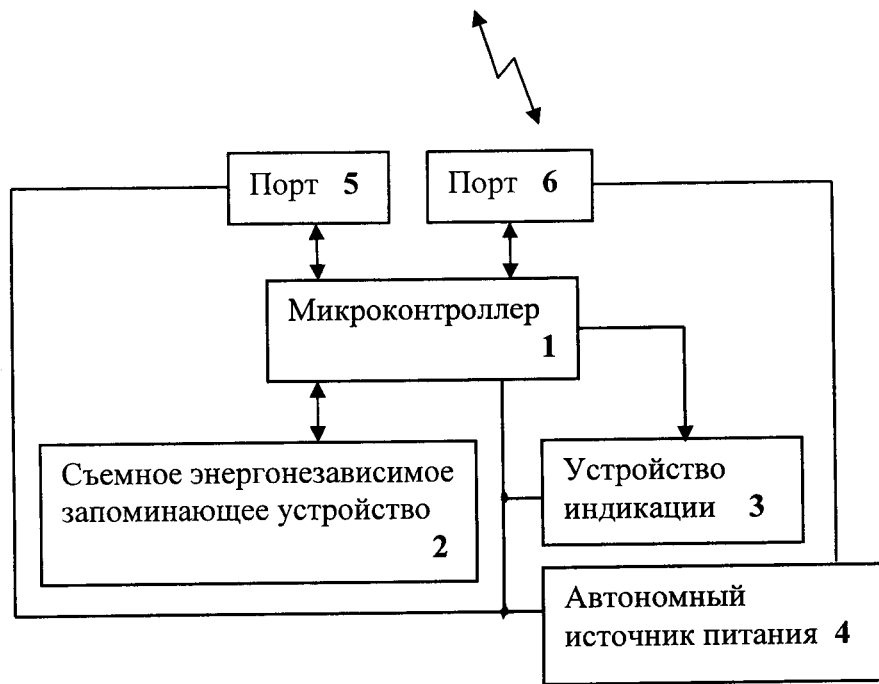 Порт 5
Порт 6
Микроконтроллер
1
Съемное энергонезависимое
запоминающее устройство
2
Устройство
индикации 3
Автономный
источник питания 4